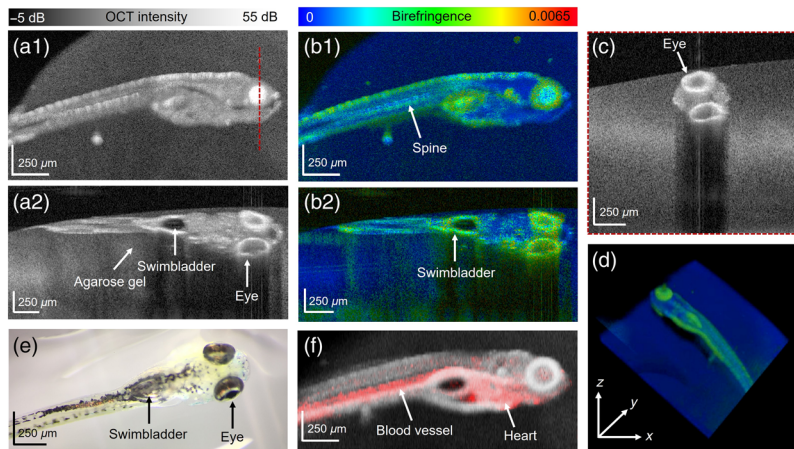 −5 dB OCT intensity 55 dB
0 Birefringence 0.0065
(a1)
250 µm
(b1)
Spine
250 µm
(c)
Eye
250 µm
(a2)
Swimbladder
Agarose gel
Eye
250 µm
(b2)
Swimbladder
250 µm
(d)
z
y
x
(e)
Swimbladder
Eye
250 µm
(f)
Blood vessel
Heart
250 µm